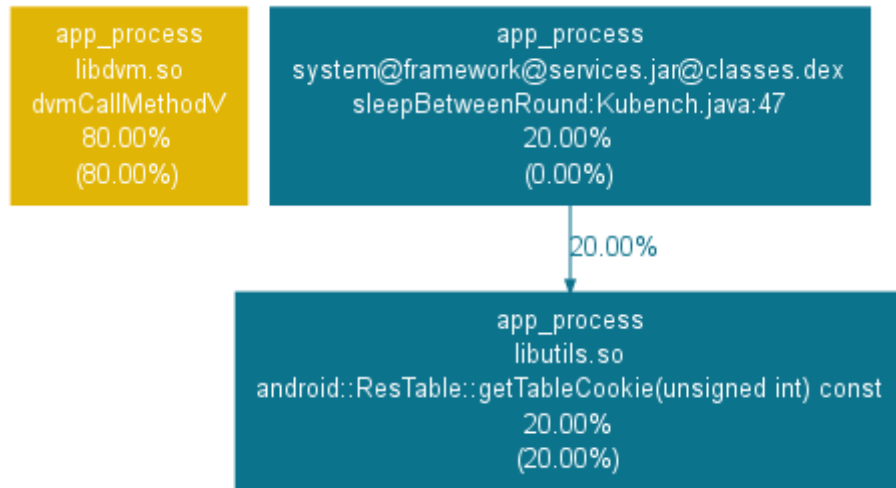 app_process
libdvm.so
dvmCallMethodV
80.00%
(80.00%)
app_process
system@framework@services.jar@classes.dex
sleepBetweenRound:Kubench.java:47
20.00%
(0.00%)
20.00%
app_process
libutils.so
android::ResTable::getTableCookie(unsigned int) const
20.00%
(20.00%)